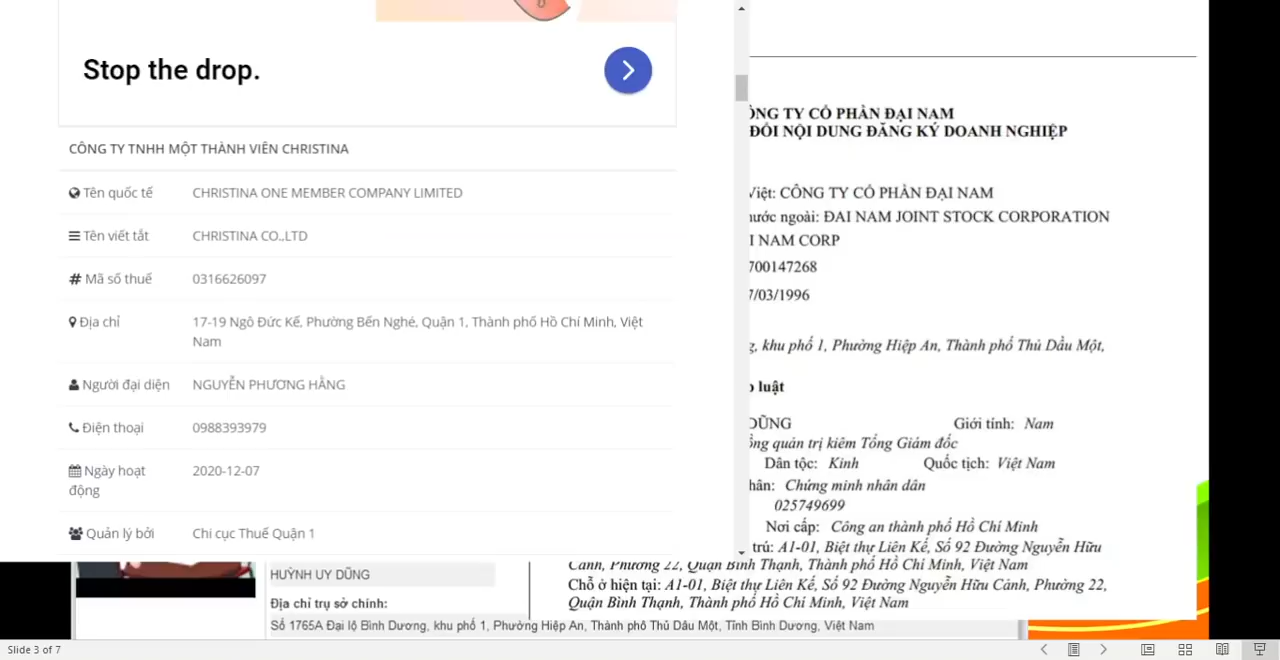 Stop the drop.
CÔNG TY TNHH MỘT THÀNH VIÊN CHRISTINA
Tên quốc tế CHRISTINA ONE MEMBER COMPANY LIMITED
Tên viết tắt CHRISTINA CO.,LTD
Mã số thuế 0316626097
Địa chỉ 17-19 Ngô Đức Kế, Phường Bến Nghé, Quận 1, Thành phố Hồ Chí Minh, Việt
Nam
Người đại diện NGUYỄN PHƯƠNG HẰNG
Điện thoại 0988393979
Ngày hoạt
động 2020-12-07
Quản lý bởi Chi cục Thuế Quận 1
HUỲNH UY DŨNG
Địa chỉ trụ sở chính:
Số 1765A Đại lộ Bình Dương, khu phố 1, Phường Hiệp An, Thành phố Thủ Dầu Một, Tỉnh Bình Dương, Việt Nam
TY CỔ PHẦN ĐẠI NAM
ĐỔI NỘI DUNG ĐĂNG KÝ DOANH NGHIỆP
Việt: CÔNG TY CỔ PHẦN ĐẠI NAM
ngoài: ĐAI NAM JOINT STOCK CORPORATION
NAM CORP
700147268
/03/1996
khu phố 1, Phường Hiệp An, Thành phố Thủ Dầu Một,
luật
DŨNG Giới tính: Nam
quản trị kiêm Tổng Giám đốc
Dân tộc: Kinh Quốc tịch: Việt Nam
Chứng minh nhân dân
025749699
Nơi cấp: Công an thành phố Hồ Chí Minh
trú: A1-01, Biệt thự Liên Kế, Số 92 Đường Nguyễn Hữu
Cảnh, Phường 22, Quận Bình Thạnh, Thành phố Hồ Chí Minh, Việt Nam
Chỗ ở hiện tại: A1-01, Biệt thự Liên Kế, Số 92 Đường Nguyễn Hữu Cảnh, Phường 22,
Quận Bình Thạnh, Thành phố Hồ Chí Minh, Việt Nam
Slide 3 of 7